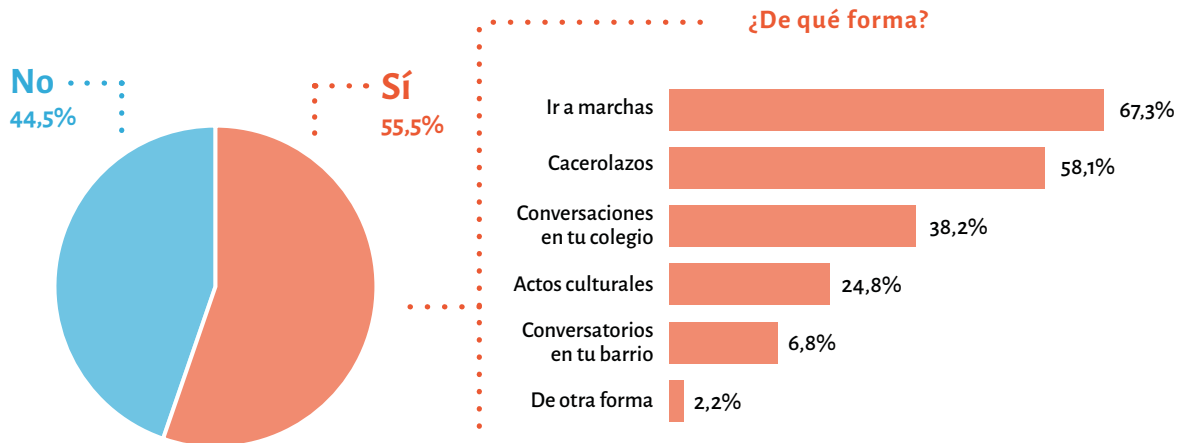 ¿De qué forma?
No
44,5%
Sí
55,5%
Ir a marchas
67,3%
Cacerolazos
58,1%
Conversaciones
en tu colegio
38,2%
Actos culturales
24,8%
Conversatorios
en tu barrio
6,8%
De otra forma
2,2%